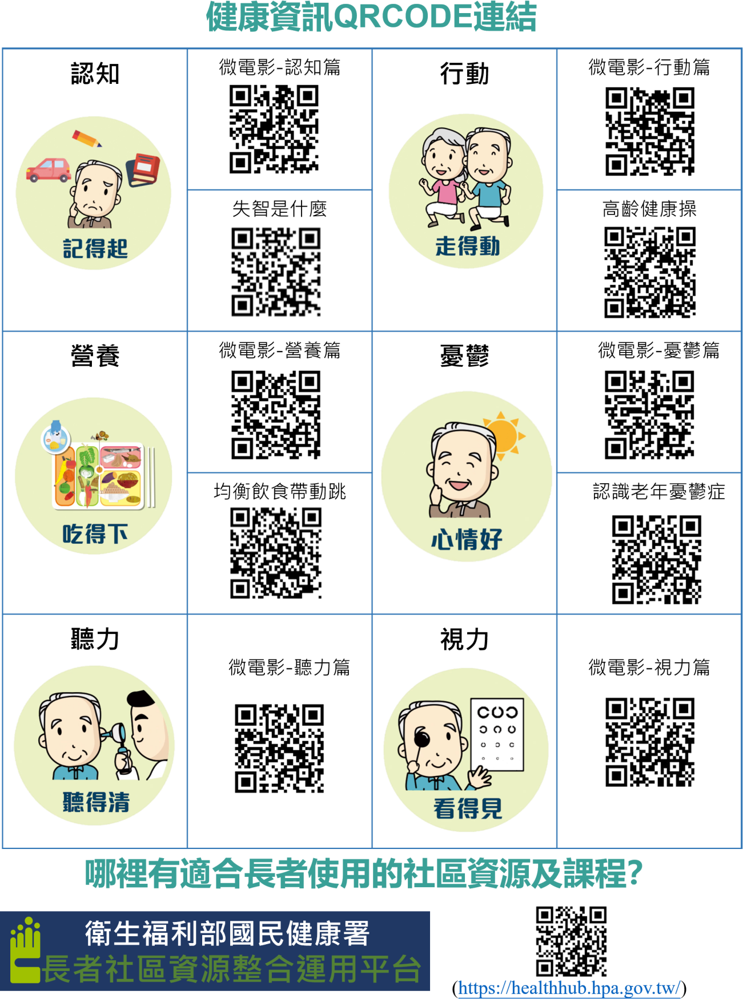 健康資訊QRCODE連結
認知
記得起
微電影-認知篇
失智是什麼
行動
走得動
微電影-行動篇
高齡健康操
營養
吃得下
微電影-營養篇
均衡飲食帶動跳
憂鬱
心情好
微電影-憂鬱篇
認識老年憂鬱症
聽力
聽得清
微電影-聽力篇
視力
看得見
微電影-視力篇
哪裡有適合長者使用的社區資源及課程?
衛生福利部國民健康署
長者社區資源整合運用平台
(https://healthhub.hpa.gov.tw/)